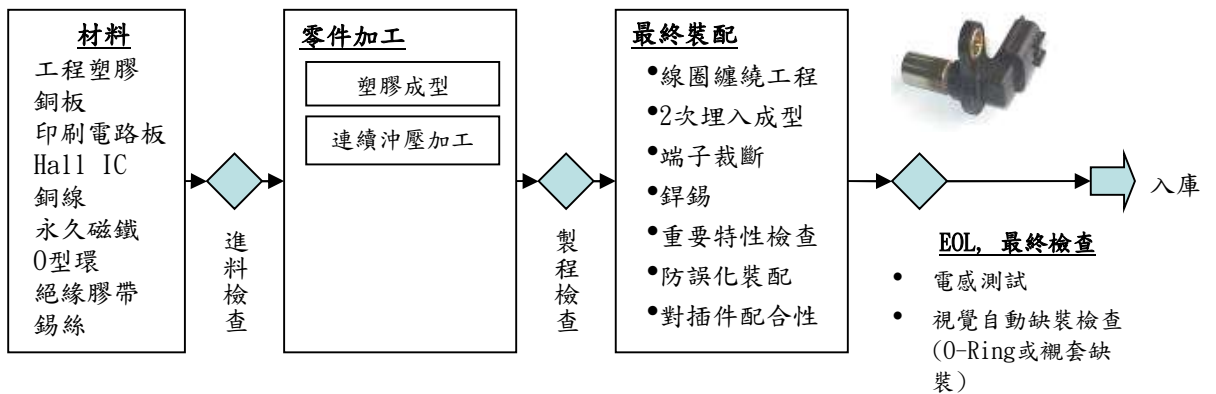 材料
工程塑膠
銅板
印刷電路板
Hall IC
銅線
永久磁鐵
O型環
絕緣膠帶
錫絲
進料檢查
零件加工
塑膠成型
連續沖壓加工
製程檢查
最終裝配
•線圈纏繞工程
•2次埋入成型
•端子裁斷
•銲錫
•重要特性檢查
•防誤化裝配
•對插件配合性
入庫
EOL, 最終檢查
• 電感測試
• 視覺自動缺裝檢查
(O-Ring或襯套缺
裝)